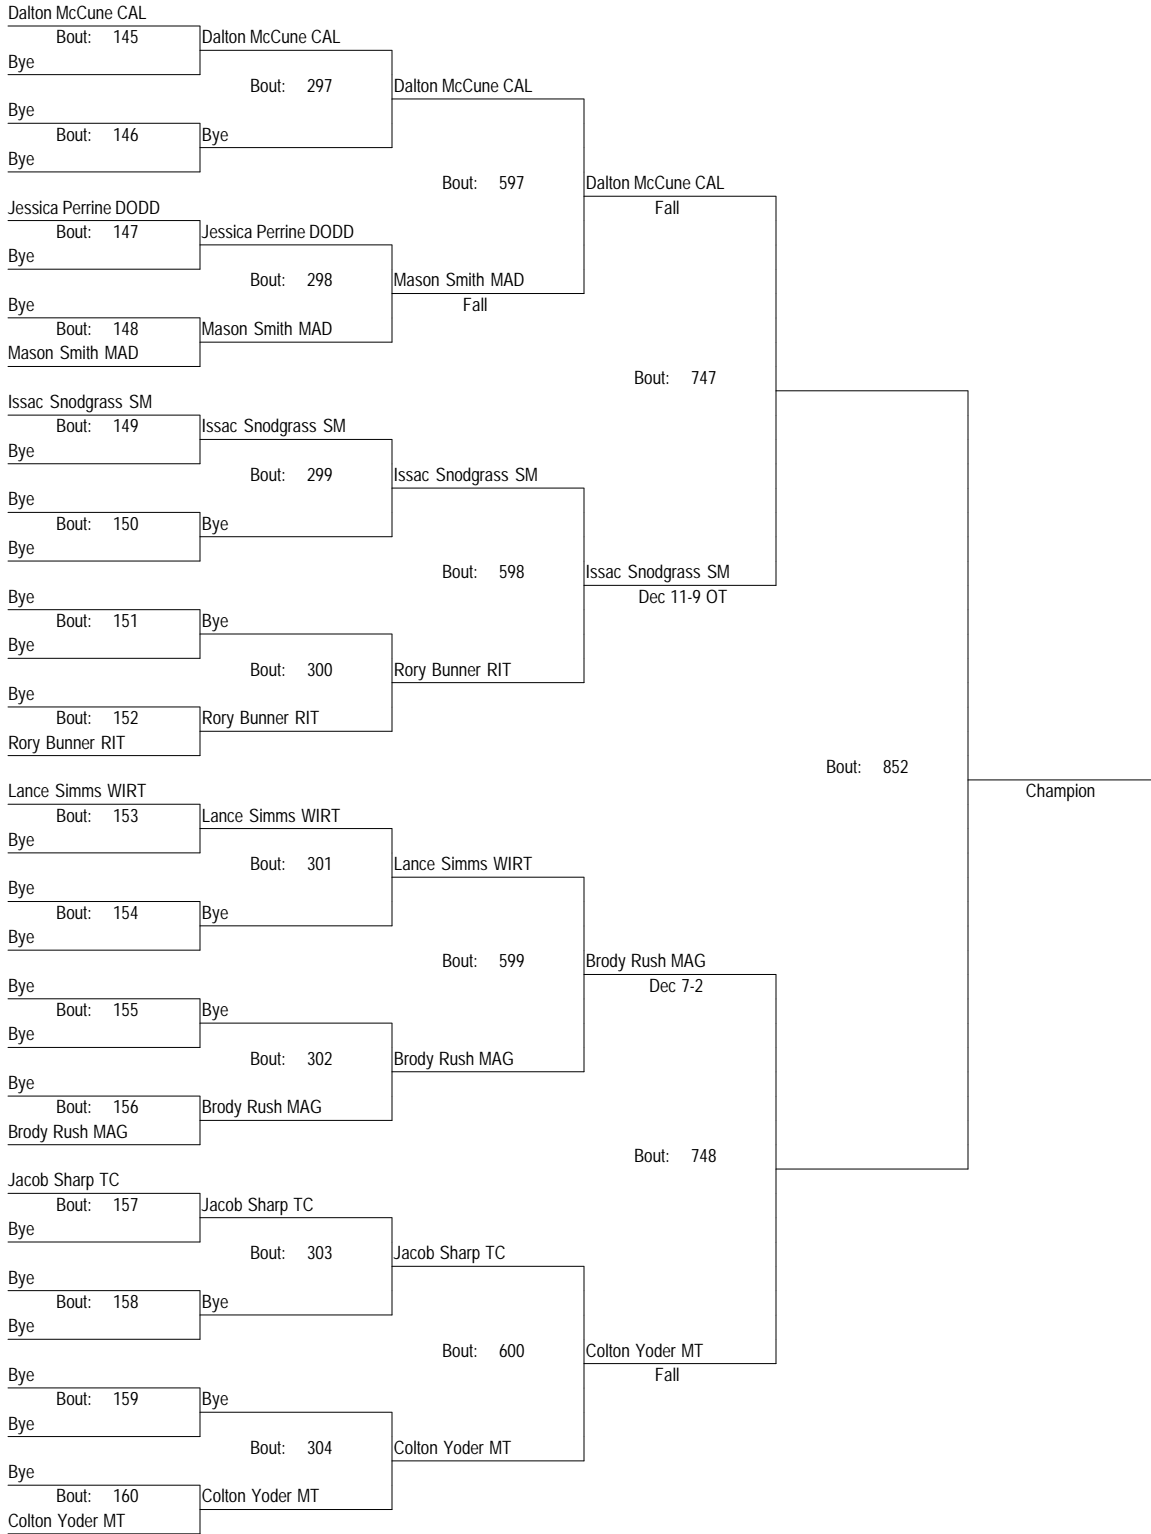 Dalton McCune CAL
Bout: 145 Dalton McCune CAL
Bye
Bout: 297 Dalton McCune CAL
Bye
Bout: 146 Bye
Bye
Bout: 597 Dalton McCune CAL
Fall
Jessica Perrine DODD
Bout: 147 Jessica Perrine DODD
Bye
Bout: 298 Mason Smith MAD
Fall
Bye
Bout: 148 Mason Smith MAD
Mason Smith MAD
Bout: 747
Issac Snodgrass SM
Bout: 149 Issac Snodgrass SM
Bye
Bout: 299 Issac Snodgrass SM
Bye
Bout: 150 Bye
Bye
Bout: 598 Issac Snodgrass SM
Dec 11-9 OT
Bye
Bout: 151 Bye
Bye
Bout: 300 Rory Bunner RIT
Bye
Bout: 152 Rory Bunner RIT
Rory Bunner RIT
Bout: 852
Champion
Lance Simms WIRT
Bout: 153 Lance Simms WIRT
Bye
Bout: 301 Lance Simms WIRT
Bye
Bout: 154 Bye
Bye
Bout: 599 Brody Rush MAG
Dec 7-2
Bye
Bout: 155 Bye
Bye
Bout: 302 Brody Rush MAG
Bye
Bout: 156 Brody Rush MAG
Brody Rush MAG
Bout: 748
Jacob Sharp TC
Bout: 157 Jacob Sharp TC
Bye
Bout: 303 Jacob Sharp TC
Bye
Bout: 158 Bye
Bye
Bout: 600 Colton Yoder MT
Fall
Bye
Bout: 159 Bye
Bye
Bout: 304 Colton Yoder MT
Bye
Bout: 160 Colton Yoder MT
Colton Yoder MT